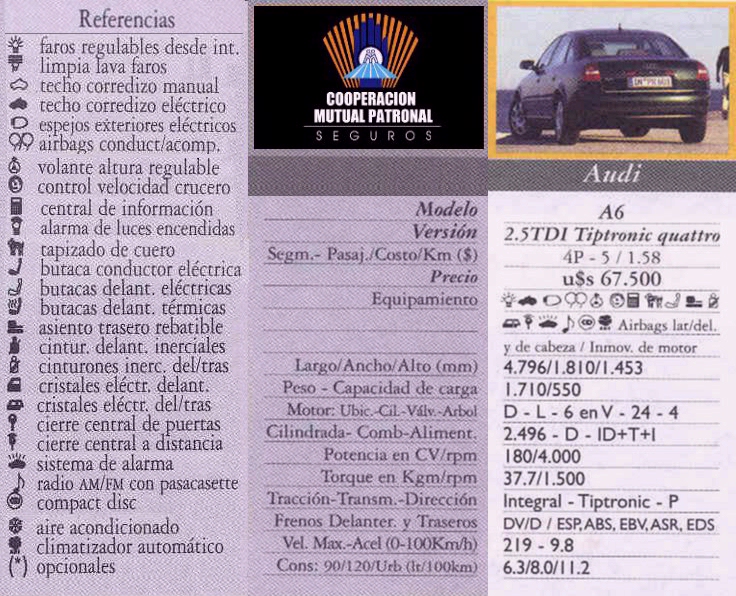 Referencias
faros regulables desde int.
limpia lava faros
techo corredizo manual
techo corredizo eléctrico
espejos exteriores eléctricos
airbags conduct/acomp.
volante altura regulable
control velocidad crucero
central de información
alarma de luces encendidas
tapizado de cuero
butaca conductor eléctrica
butacas delant. eléctricas
butacas delant. térmicas
asiento trasero rebatible
cintur. delant. inerciales
cinturones inerc. del/tras
cristales eléctr. delant.
cristales eléctr. del/tras
cierre central de puertas
cierre central a distancia
sistema de alarma
radio AM/FM con pasacasette
compact disc
aire acondicionado
climatizador automático
(*) opcionales
COOPERACION
MUTUAL PATRONAL
SEGUROS
Modelo
Versión
Segm.- Pasaj./Costo/Km ($)
Precio
Equipamiento
Largo/Ancho/Alto (mm)
Peso - Capacidad de carga
Motor: Ubic.-Cil.-Válv.-Arbol
Cilindrada- Comb-Aliment.
Potencia en CV/rpm
Torque en Kgm/rpm
Tracción-Transm.-Dirección
Frenos Delanter. y Traseros
Vel. Max.-Acel (0-100Km/h)
Cons: 90/120/Urb (lt/100km)
Audi
A6
2.5TDI Tiptronic quattro
4P - 5 / 1.58
u$s 67.500
Airbags lat/del.
y de cabeza / Inmov. de motor
4.796/1.810/1.453
1.710/550
D - L - 6 en V - 24 - 4
2.496 - D - ID+T+I
180/4.000
37.7/1.500
Integral - Tiptronic - P
DV/D / ESP, ABS, EBV, ASR, EDS
219 - 9.8
6.3/8.0/11.2